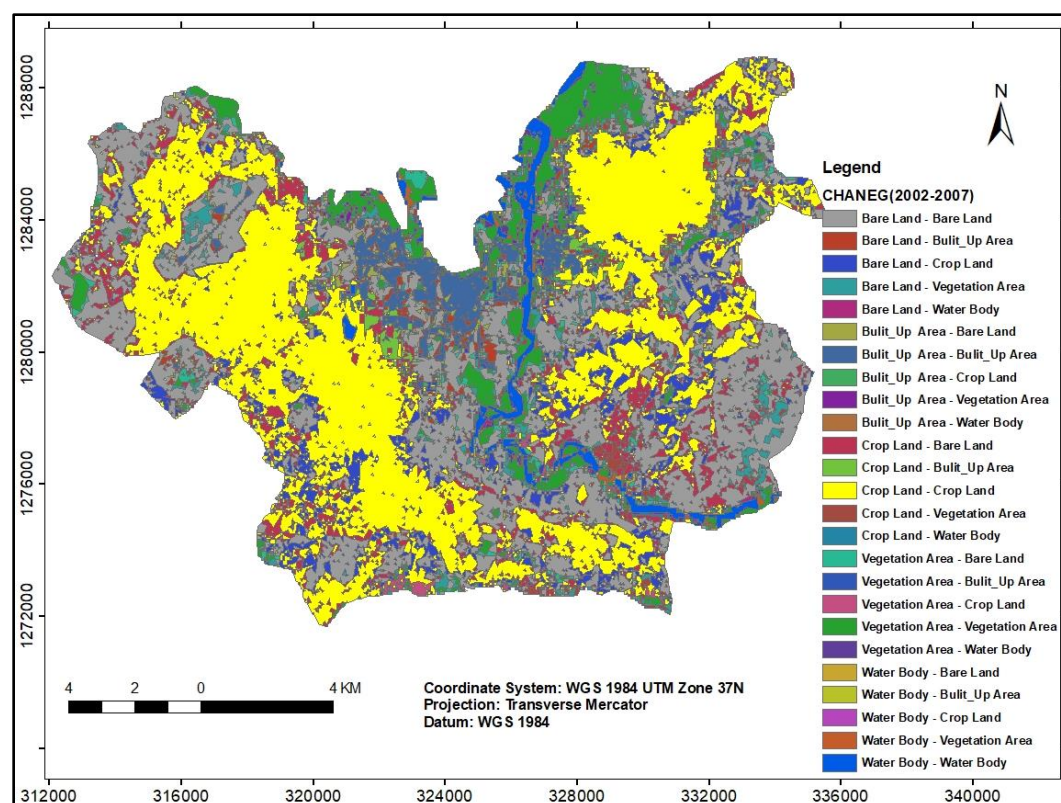 N
Legend
CHANEG(2002-2007)
Bare Land - Bare Land
Bare Land - Bulit_Up Area
Bare Land - Crop Land
Bare Land - Vegetation Area
Bare Land - Water Body
Bulit_Up Area - Bare Land
Bulit_Up Area - Bulit_Up Area
Bulit_Up Area - Crop Land
Bulit_Up Area - Vegetation Area
Bulit_Up Area - Water Body
Crop Land - Bare Land
Crop Land - Bulit_Up Area
Crop Land - Crop Land
Crop Land - Vegetation Area
Crop Land - Water Body
Vegetation Area - Bare Land
Vegetation Area - Bulit_Up Area
Vegetation Area - Crop Land
Vegetation Area - Vegetation Area
Vegetation Area - Water Body
Water Body - Bare Land
Water Body - Bulit_Up Area
Water Body - Crop Land
Water Body - Vegetation Area
Water Body - Water Body
1288000
1284000
1280000
1276000
1272000
4 2 0 4 KM
Coordinate System: WGS 1984 UTM Zone 37N
Projection: Transverse Mercator
Datum: WGS 1984
312000 316000 320000 324000 328000 332000 336000 340000